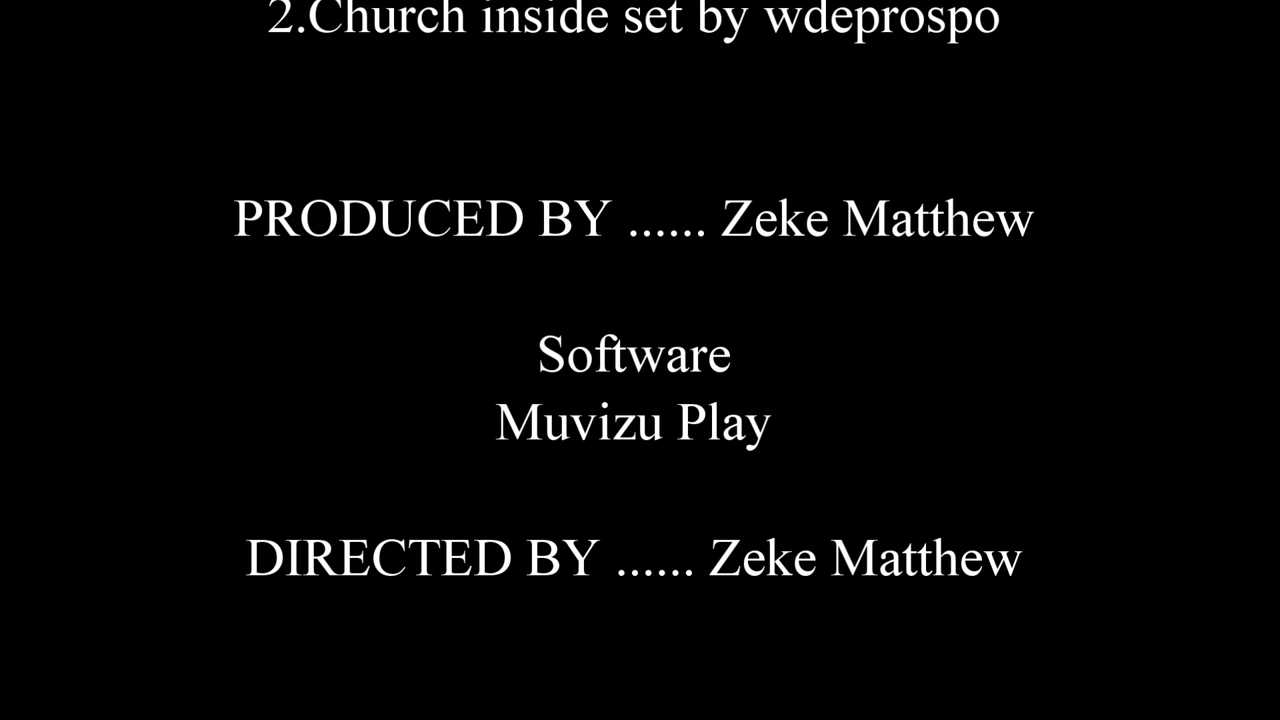 2.Church inside set by wdeprospo
PRODUCED BY ...... Zeke Matthew
Software
Muvizu Play
DIRECTED BY ...... Zeke Matthew